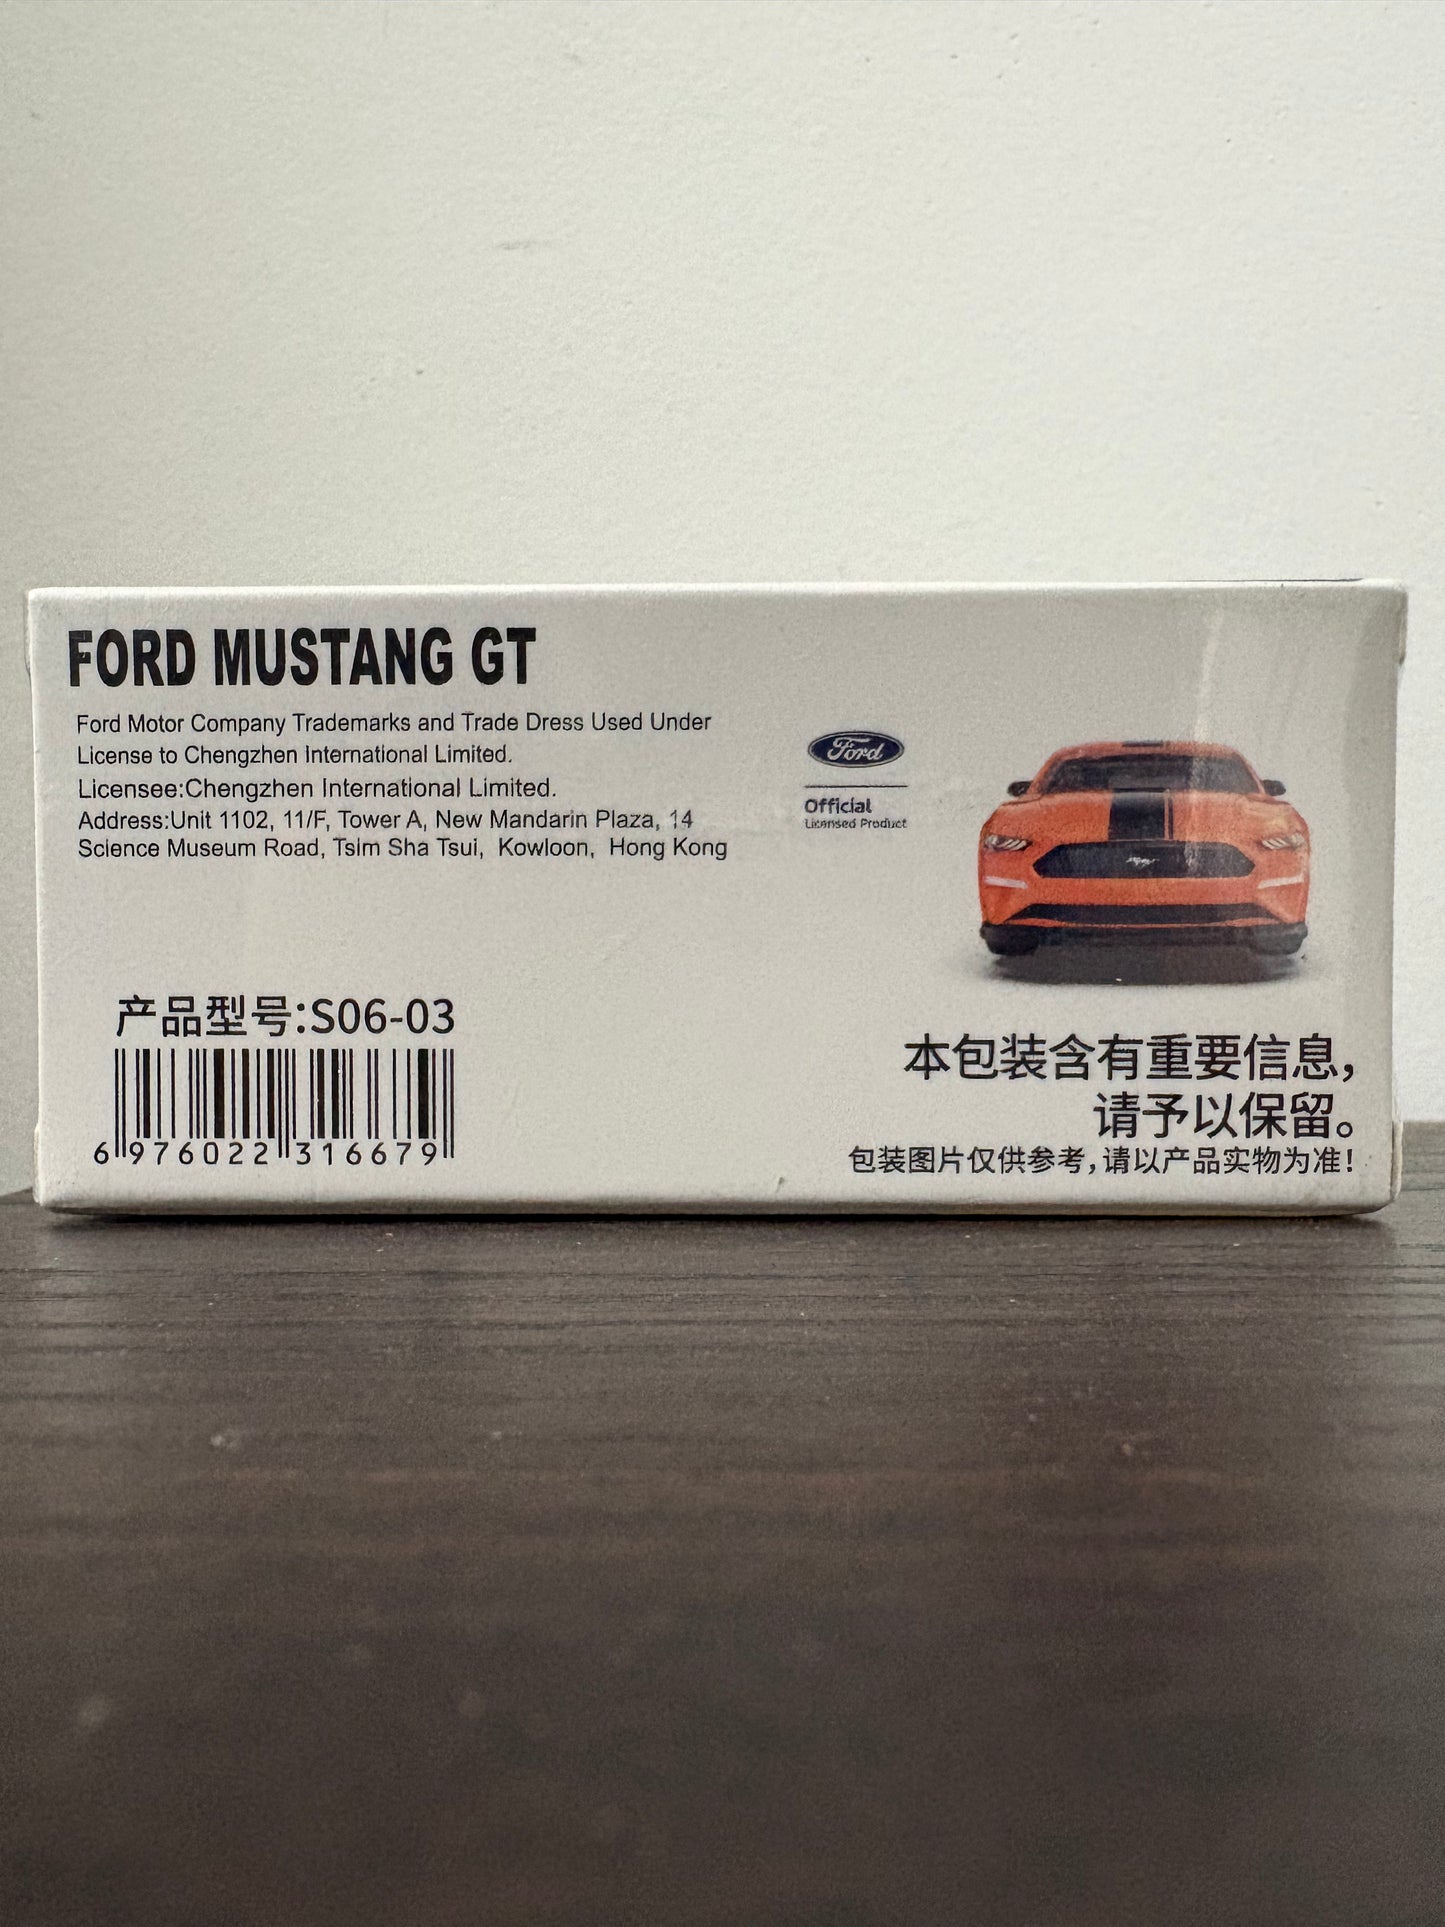 FORD MUSTANG GT
Ford Motor Company Trademarks and Trade Dress Used Under
License to Chengzhen International Limited.
Licensee:Chengzhen International Limited.
Address:Unit 1102, 11/F, Tower A, New Mandarin Plaza, 14
Science Museum Road, Tsim Sha Tsui, Kowloon, Hong Kong
Ford
Official
Licensed Product
产品型号:S06-03
6 976022 316679
本包装含有重要信息，
请予以保留。
包装图片仅供参考，请以产品实物为准！